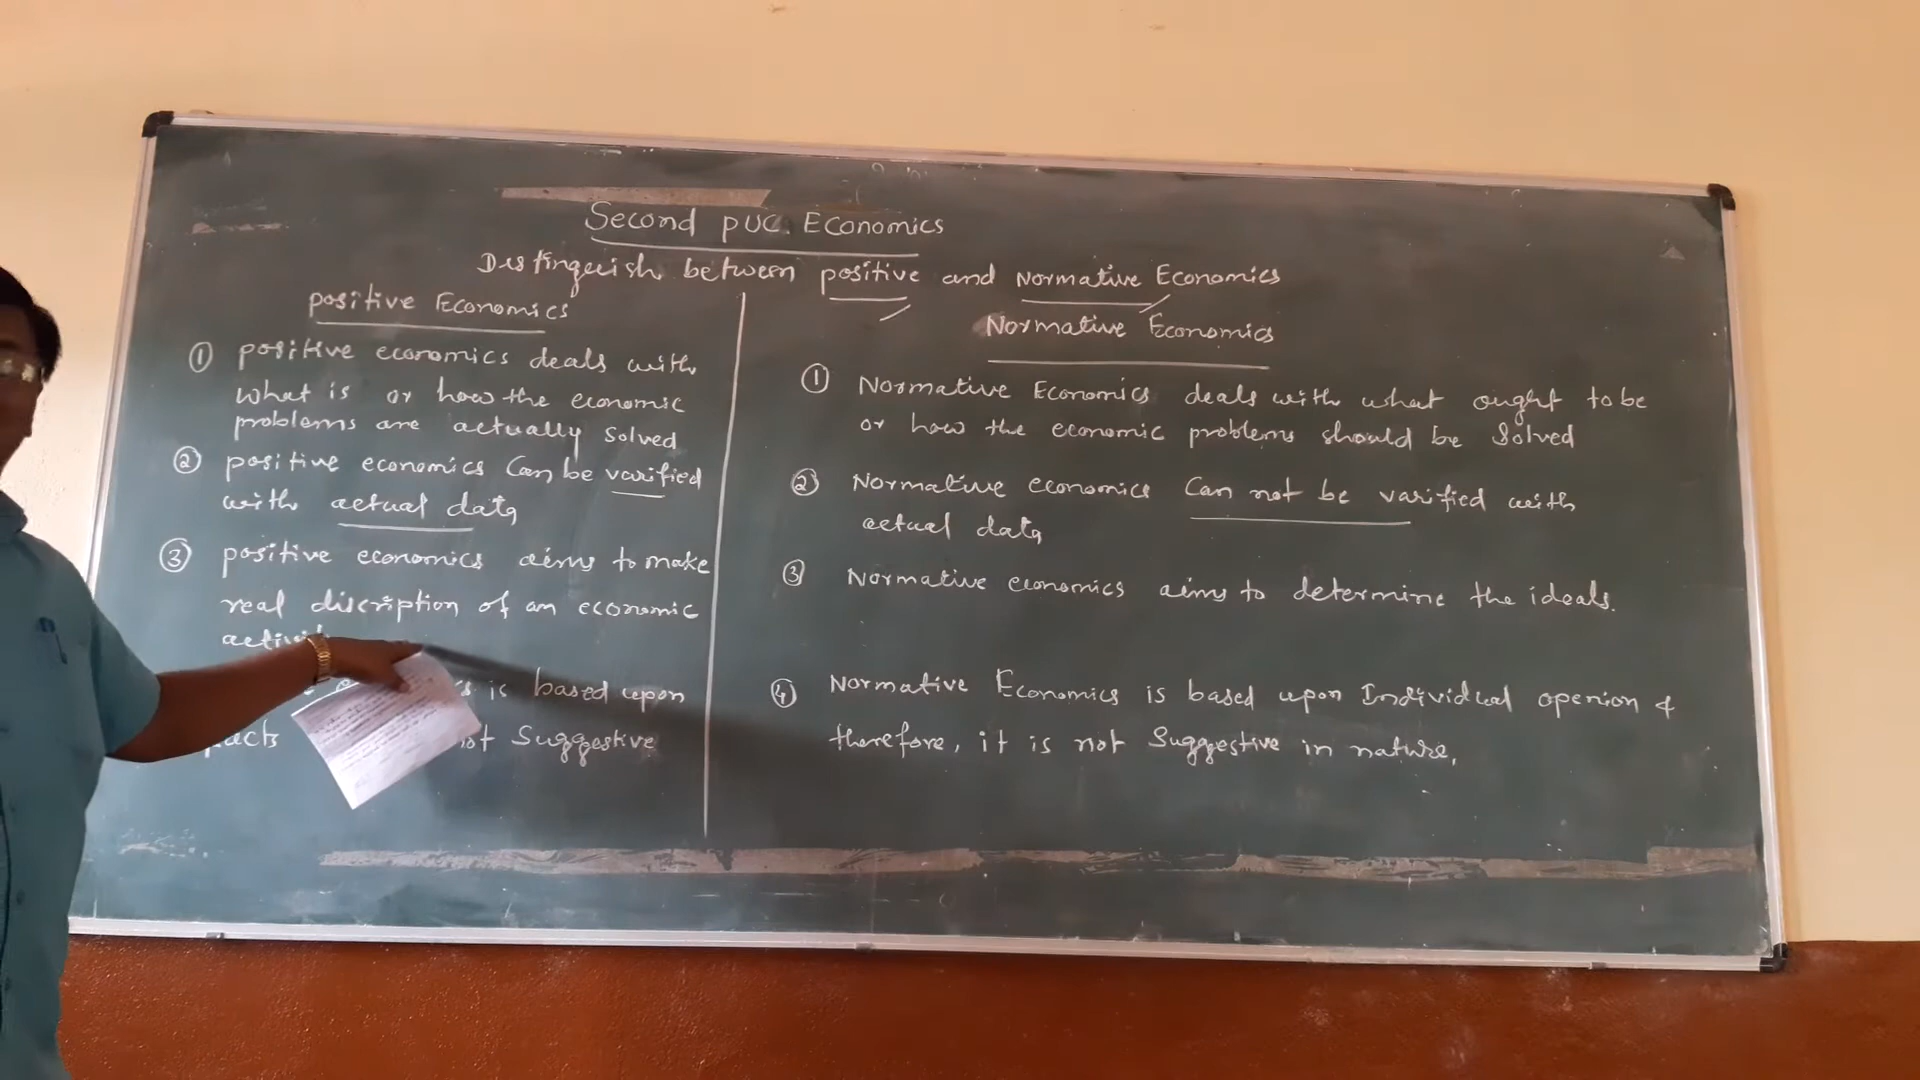 Second PUC. Economics
Distinguish between positive and Normative Economics
positive Economics
① positive economics deals with
what is or how the economic
problems are actually solved
② positive economics can be varified
with actual data
③ positive economics aims to make
real discription of an economic
is based upon
Suggestive
Normative Economics
① Normative Economics deals with what ought to be
or how the economic problems should be Solved
② Normative economics Can not be varified with
actual data
③ Normative economics aims to determine the ideals.
④ Normative Economics is based upon Individual openion &
therefore, it is not Suggestive in nature.